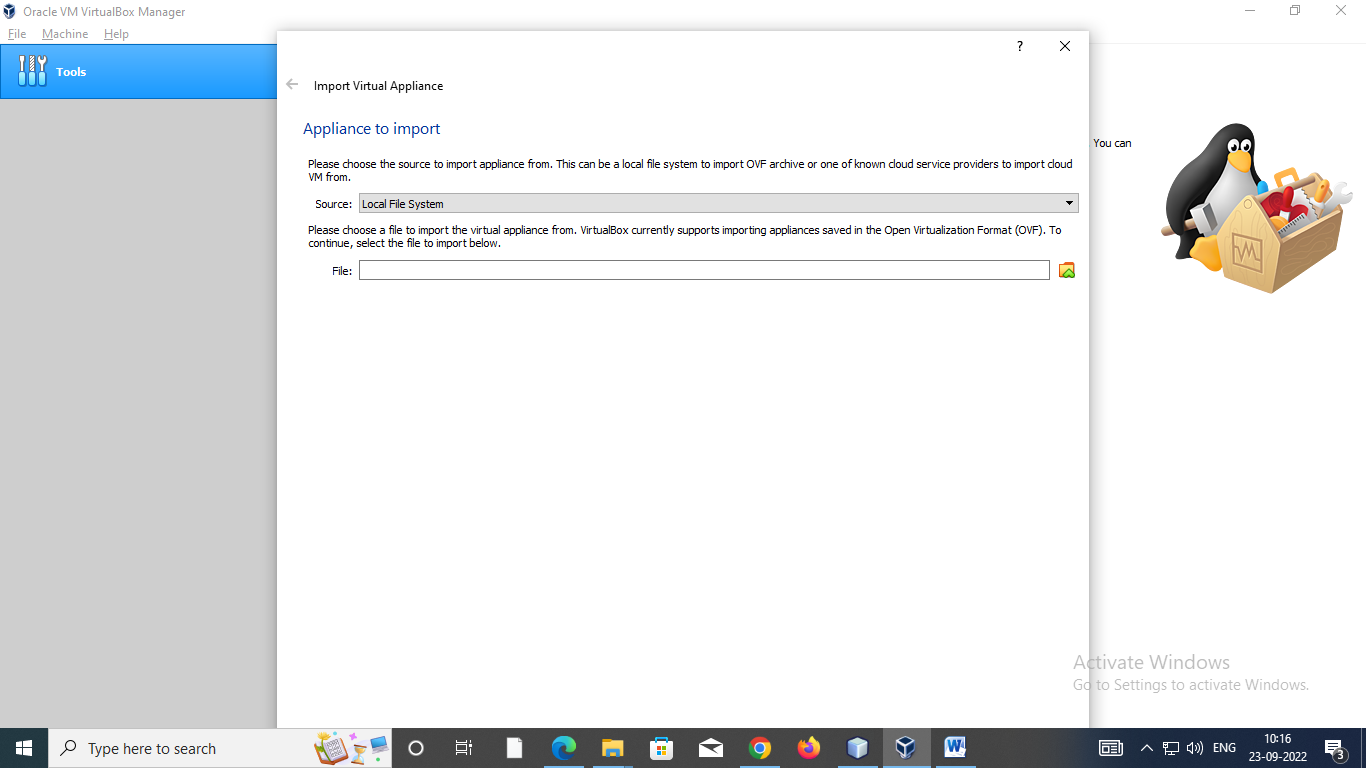 Oracle VM VirtualBox Manager
File Machine Help
Tools
?
Import Virtual Appliance
Appliance to import
Please choose the source to import appliance from. This can be a local file system to import OVF archive or one of known cloud service providers to import cloud
VM from.
Source: Local File System
Please choose a file to import the virtual appliance from. VirtualBox currently supports importing appliances saved in the Open Virtualization Format (OVF). To
continue, select the file to import below.
File:
You can
Activate Windows
Go to Settings to activate Windows.
Type here to search
ENG
10:16
23-09-2022
3